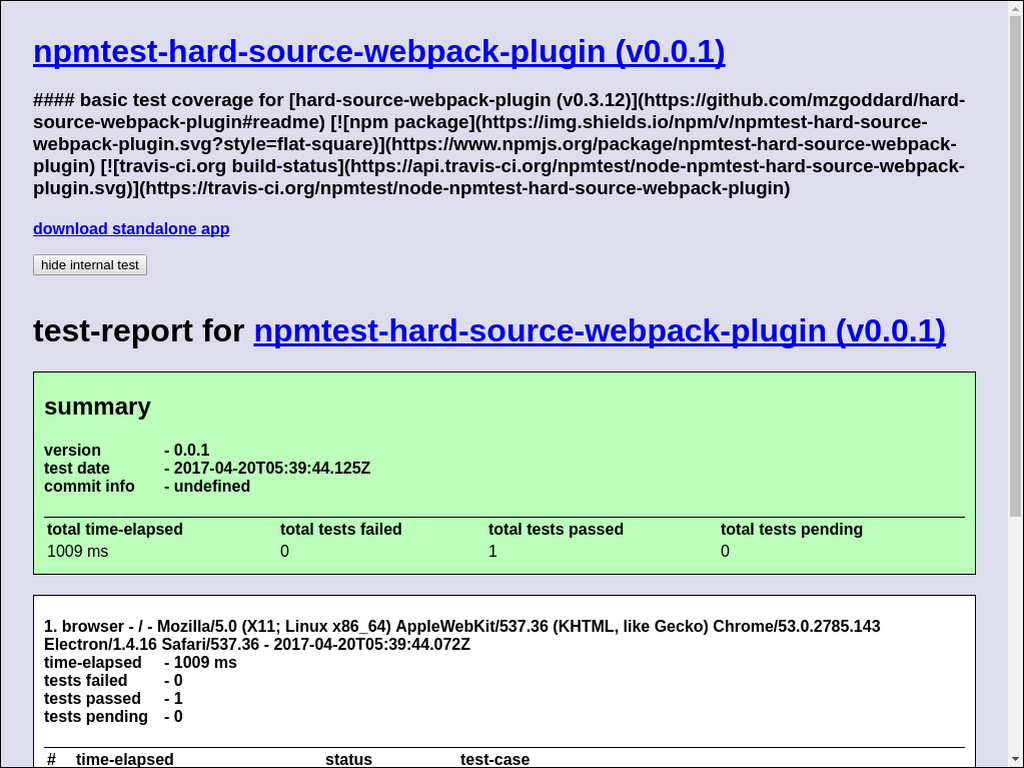 npmtest-hard-source-webpack-plugin (v0.0.1)
#### basic test coverage for [hard-source-webpack-plugin (v0.3.12)](https://github.com/mzgoddard/hard-
source-webpack-plugin#readme) [![npm package](https://img.shields.io/npm/v/npmtest-hard-source-
webpack-plugin.svg?style=flat-square)](https://www.npmjs.org/package/npmtest-hard-source-webpack-
plugin) [![travis-ci.org build-status](https://api.travis-ci.org/npmtest/node-npmtest-hard-source-webpack-
plugin.svg)](https://travis-ci.org/npmtest/node-npmtest-hard-source-webpack-plugin)
download standalone app
hide internal test
test-report for npmtest-hard-source-webpack-plugin (v0.0.1)
summary
version - 0.0.1
test date - 2017-04-20T05:39:44.125Z
commit info - undefined
total time-elapsed total tests failed total tests passed total tests pending
1009 ms 0 1 0
1. browser - / - Mozilla/5.0 (X11; Linux x86_64) AppleWebKit/537.36 (KHTML, like Gecko) Chrome/53.0.2785.143
Electron/1.4.16 Safari/537.36 - 2017-04-20T05:39:44.072Z
time-elapsed - 1009 ms
tests failed - 0
tests passed - 1
tests pending - 0
# time-elapsed status test-case